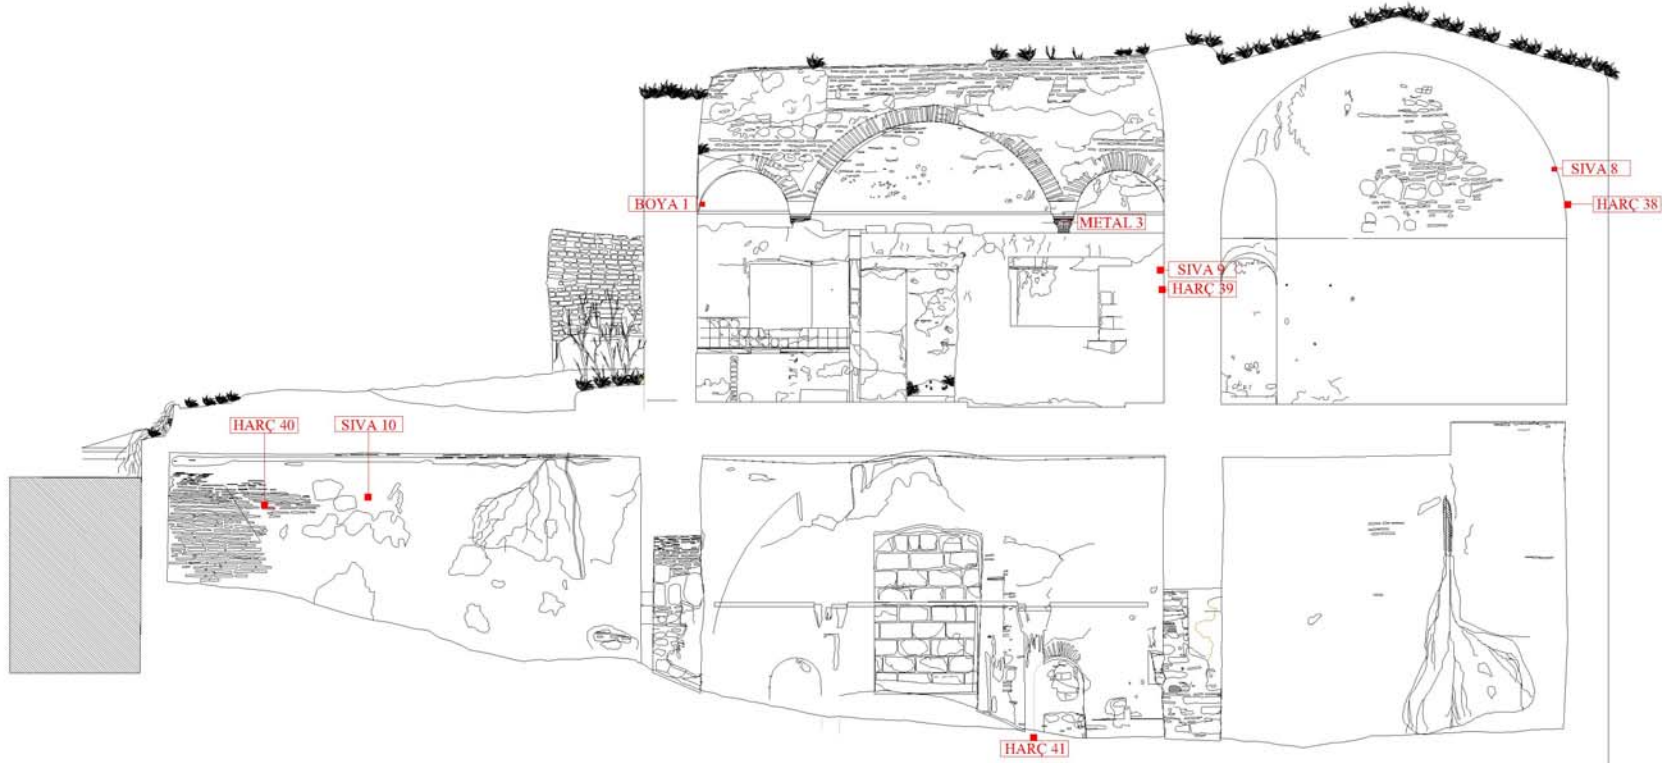 SIVA 8
BOYA 1
HARÇ 38
METAL 3
SIVA 9
HARÇ 39
HARÇ 40
SIVA 10
HARÇ 41